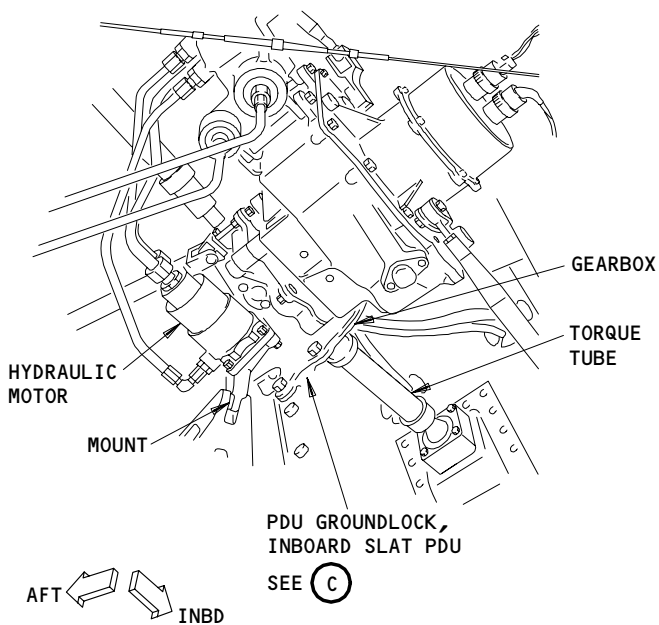 GEARBOX
TORQUE
TUBE
HYDRAULIC
MOTOR
MOUNT
PDU GROUNDLOCK,
INBOARD SLAT PDU
SEE C
AFT
INBD